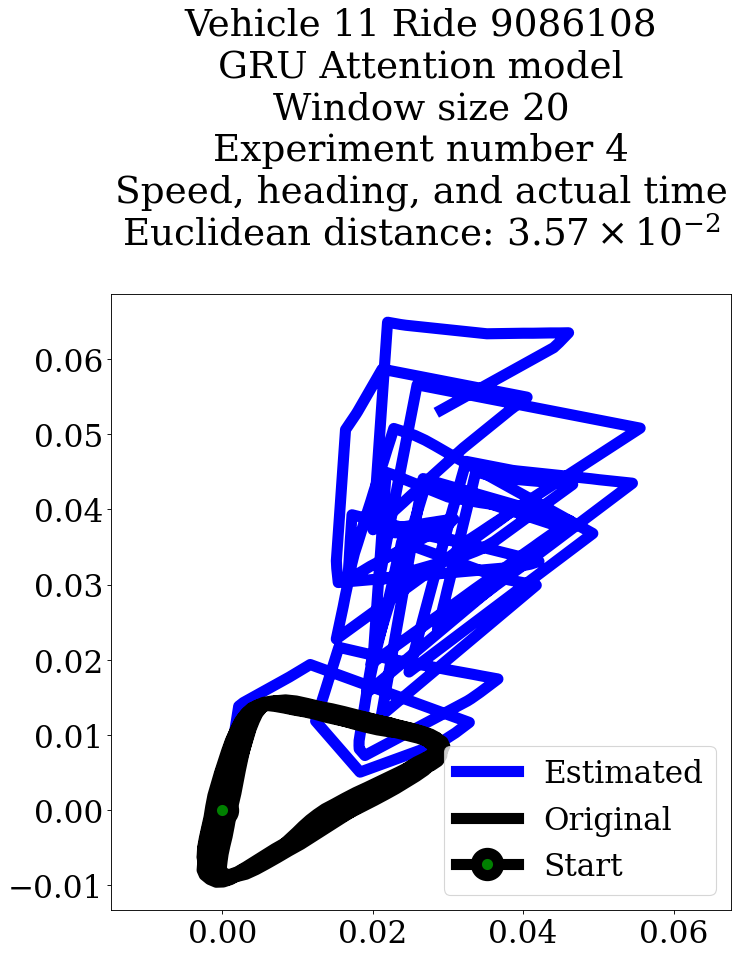 Vehicle 11 Ride 9086108
GRU Attention model
Window size 20
Experiment number 4
Speed, heading, and actual time
Euclidean distance: 3.57 × 10⁻²
0.06
0.05
0.04
0.03
0.02
0.01
0.00
−0.01
Estimated
Original
Start
0.00 0.02 0.04 0.06